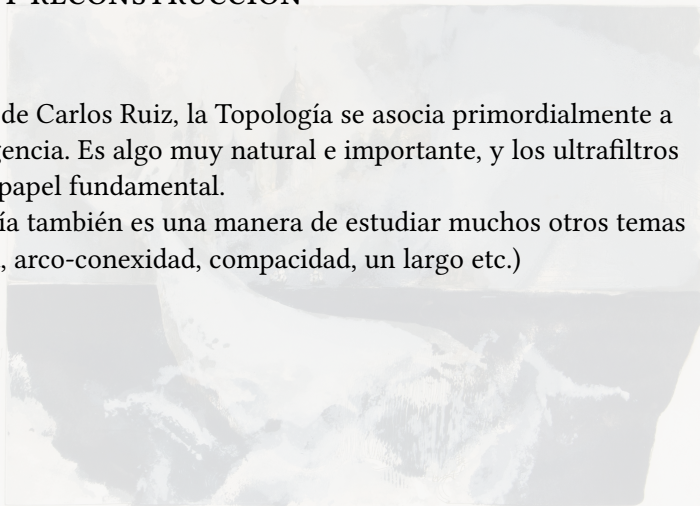 Y RECONSTRUCCIÓN
de Carlos Ruiz, la Topología se asocia primordialmente a
gencia. Es algo muy natural e importante, y los ultrafiltros
papel fundamental.
ía también es una manera de estudiar muchos otros temas
, arco-conexidad, compacidad, un largo etc.)